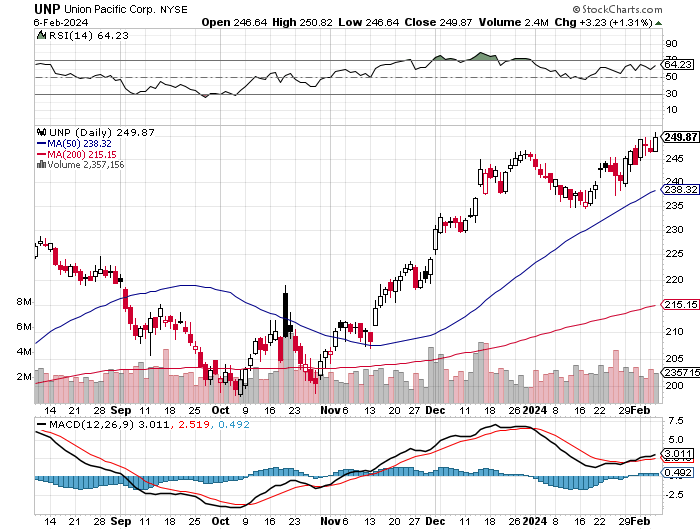 UNP Union Pacific Corp. NYSE
© StockCharts.com
6-Feb-2024
Open 246.64 High 250.82 Low 246.64 Close 249.87 Volume 2.4M Chg +3.23 (+1.31%)
RSI(14) 64.23
90
70
64.23
50
30
10
UNP (Daily) 249.87
MA(50) 238.32
MA(200) 215.15
Volume 2,357,156
249.87
245
240
238.32
235
230
225
220
215.15
210
205
200
8M
6M
4M
2M
2357156
14 21 28 Sep 11 18 25 Oct 9 16 23 Nov 6 13 20 27 Dec 11 18 26 2024 8 16 22 29 Feb
MACD(12,26,9) 3.011, 2.519, 0.492
7.5
5.0
3.011
0.492
-2.5
14 21 28 Sep 11 18 25 Oct 9 16 23 Nov 6 13 20 27 Dec 11 18 26 2024 8 16 22 29 Feb